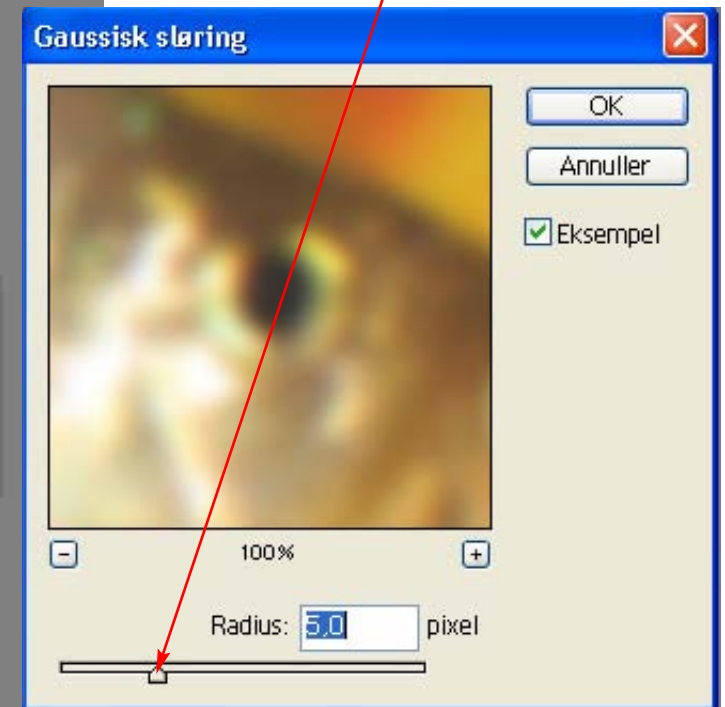 Gaussisk sløring
OK
Annuller
Eksempel
100%
Radius: 5,0 pixel